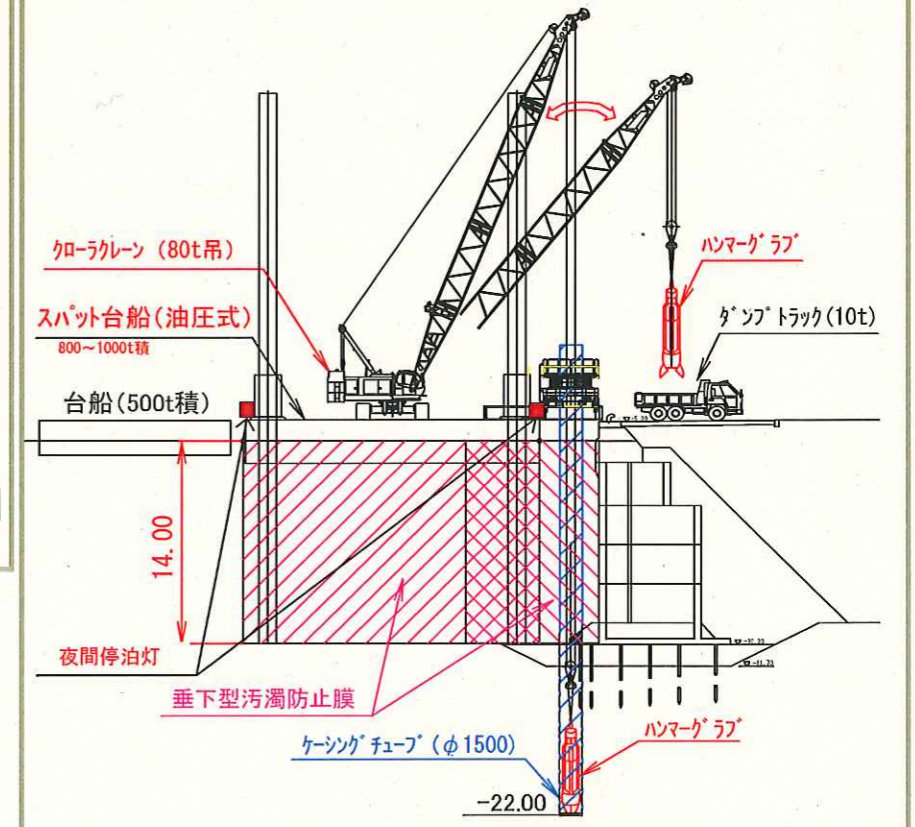 クローラクレーン (80t吊)
スパット台船(油圧式)
800～1000t積
台船(500t積)
ハンマーグラブ
ダンプトラック(10t)
14.00
夜間停泊灯
垂下型汚濁防止膜
ケーシングチューブ(φ1500)
ハンマーグラブ
-22.00